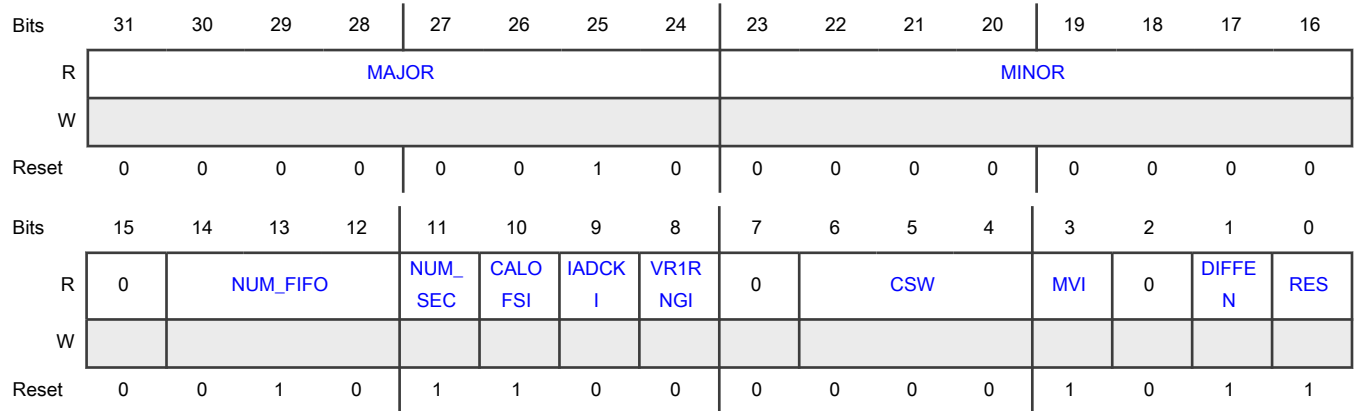 Bits 31 30 29 28 27 26 25 24 23 22 21 20 19 18 17 16
R MAJOR MINOR
W
Reset 0 0 0 0 0 0 1 0 0 0 0 0 0 0 0 0
Bits 15 14 13 12 11 10 9 8 7 6 5 4 3 2 1 0
R 0 NUM_FIFO NUM_ SEC CALO FSI IADCK I VR1R NGI 0 CSW MVI 0 DIFFE N RES
W
Reset 0 0 1 0 1 1 0 0 0 0 0 0 1 0 1 1